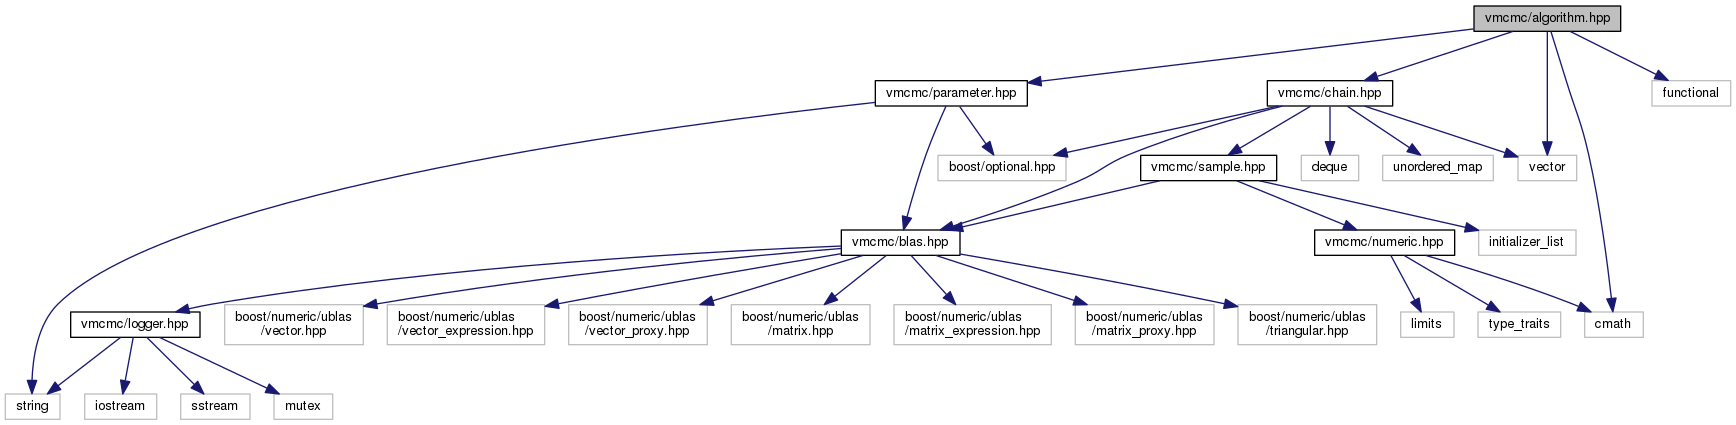 vmcmc/algorithm.hpp
vmcmc/parameter.hpp
vmcmc/chain.hpp
functional
boost/optional.hpp
vmcmc/sample.hpp
deque
unordered_map
vector
vmcmc/blas.hpp
vmcmc/numeric.hpp
initializer_list
vmcmc/logger.hpp
boost/numeric/ublas
/vector.hpp
boost/numeric/ublas
/vector_expression.hpp
boost/numeric/ublas
/vector_proxy.hpp
boost/numeric/ublas
/matrix.hpp
boost/numeric/ublas
/matrix_expression.hpp
boost/numeric/ublas
/matrix_proxy.hpp
boost/numeric/ublas
/triangular.hpp
limits
type_traits
cmath
string
iostream
sstream
mutex